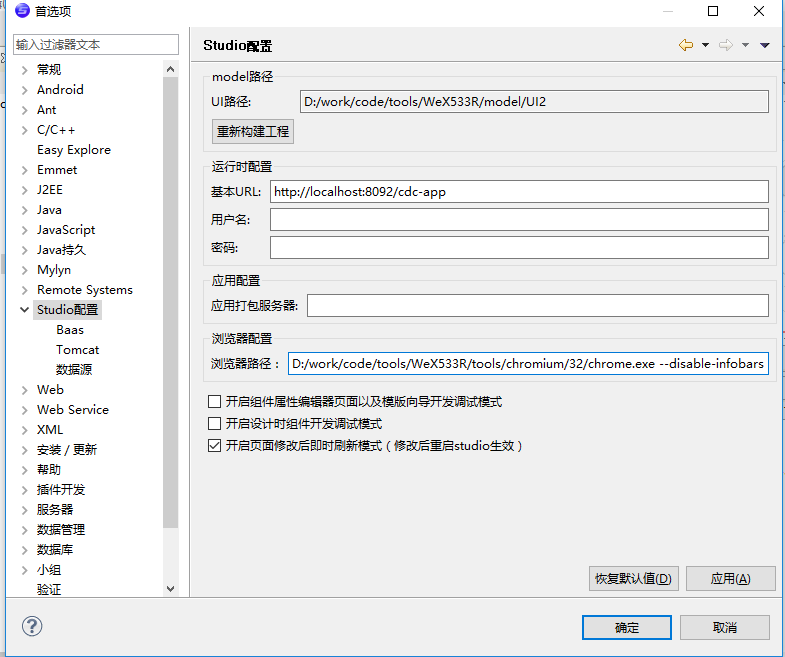 首选项
输入过滤器文本
常规
Android
Ant
C/C++
Easy Explore
Emmet
J2EE
Java
JavaScript
Java持久
Mylyn
Remote Systems
Studio配置
Baas
Tomcat
数据源
Web
Web Service
XML
安装 / 更新
帮助
插件开发
服务器
数据管理
数据库
小组
验证
Studio配置
model路径
UI路径: D:/work/code/tools/WeX533R/model/UI2
重新构建工程
运行时配置
基本URL: http://localhost:8092/cdc-app
用户名:
密码:
应用配置
应用打包服务器:
浏览器配置
浏览器路径： D:/work/code/tools/WeX533R/tools/chromium/32/chrome.exe --disable-infobars
开启组件属性编辑器页面以及模版向导开发调试模式
开启设计时组件开发调试模式
开启页面修改后即时刷新模式（修改后重启studio生效）
恢复默认值(D) 应用(A)
确定 取消